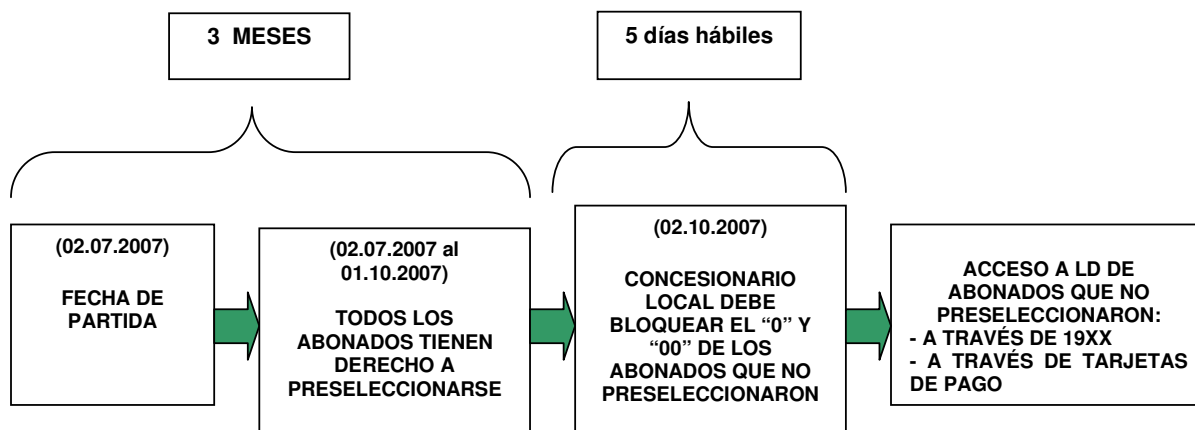 3 MESES
5 días hábiles
(02.07.2007)
FECHA DE
PARTIDA
(02.07.2007 al
01.10.2007)
TODOS LOS
ABONADOS TIENEN
DERECHO A
PRESELECCIONARSE
(02.10.2007)
CONCESIONARIO
LOCAL DEBE
BLOQUEAR EL “0” Y
“00” DE LOS
ABONADOS QUE NO
PRESELECCIONARON
ACCESO A LD DE
ABONADOS QUE NO
PRESELECCIONARON:
- A TRAVÉS DE 19XX
- A TRAVÉS DE TARJETAS
DE PAGO